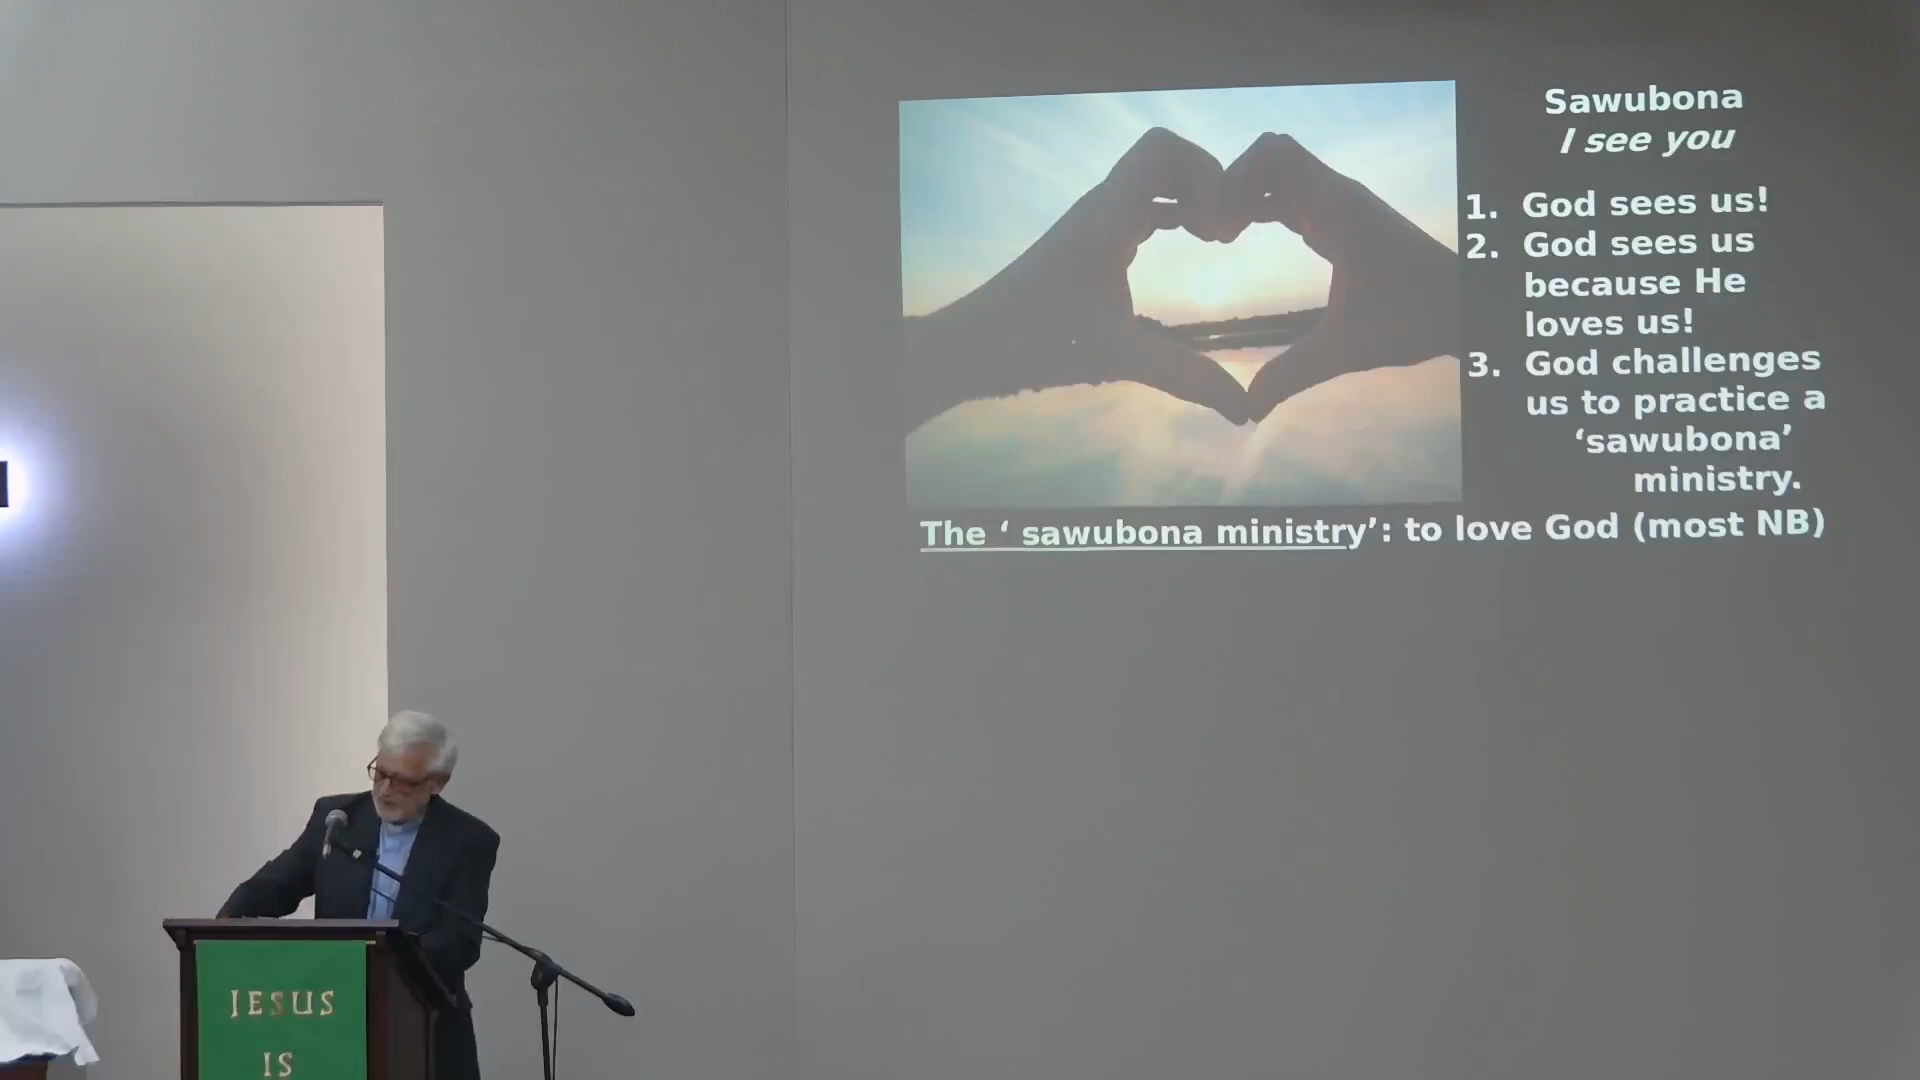 Sawubona
I see you
1. God sees us!
2. God sees us
because He
loves us!
3. God challenges
us to practice a
‘sawubona’
ministry.
The ‘ sawubona ministry’: to love God (most NB)
JESUS
IS